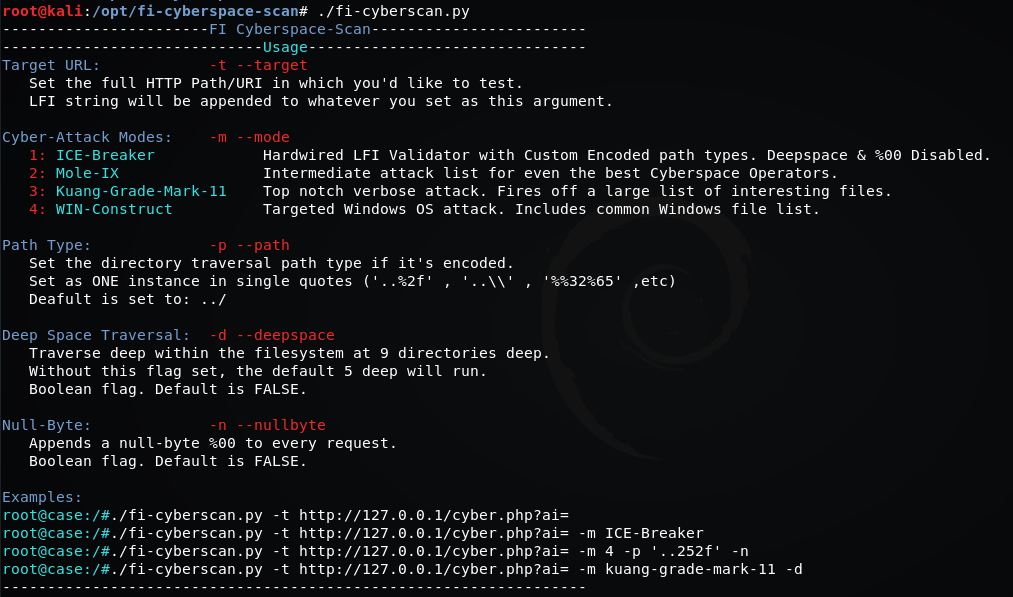 root@kali:/opt/fi-cyberspace-scan# ./fi-cyberscan.py
-----------------------FI Cyberspace-Scan------------------------
-----------------------------Usage-------------------------------
Target URL:            -t --target
   Set the full HTTP Path/URI in which you'd like to test.
   LFI string will be appended to whatever you set as this argument.

Cyber-Attack Modes:    -m --mode
   1: ICE-Breaker            Hardwired LFI Validator with Custom Encoded path types. Deepspace & %00 Disabled.
   2: Mole-IX                Intermediate attack list for even the best Cyberspace Operators.
   3: Kuang-Grade-Mark-11    Top notch verbose attack. Fires off a large list of interesting files.
   4: WIN-Construct          Targeted Windows OS attack. Includes common Windows file list.

Path Type:             -p --path
   Set the directory traversal path type if it's encoded.
   Set as ONE instance in single quotes ('..%2f' , '..\\' , '%%32%65' ,etc)
   Deafult is set to: ../

Deep Space Traversal:  -d --deepspace
   Traverse deep within the filesystem at 9 directories deep.
   Without this flag set, the default 5 deep will run.
   Boolean flag. Default is FALSE.

Null-Byte:             -n --nullbyte
   Appends a null-byte %00 to every request.
   Boolean flag. Default is FALSE.

Examples:
root@case:/#./fi-cyberscan.py -t http://127.0.0.1/cyber.php?ai=
root@case:/#./fi-cyberscan.py -t http://127.0.0.1/cyber.php?ai= -m ICE-Breaker
root@case:/#./fi-cyberscan.py -t http://127.0.0.1/cyber.php?ai= -m 4 -p '..252f' -n
root@case:/#./fi-cyberscan.py -t http://127.0.0.1/cyber.php?ai= -m kuang-grade-mark-11 -d
-----------------------------------------------------------------